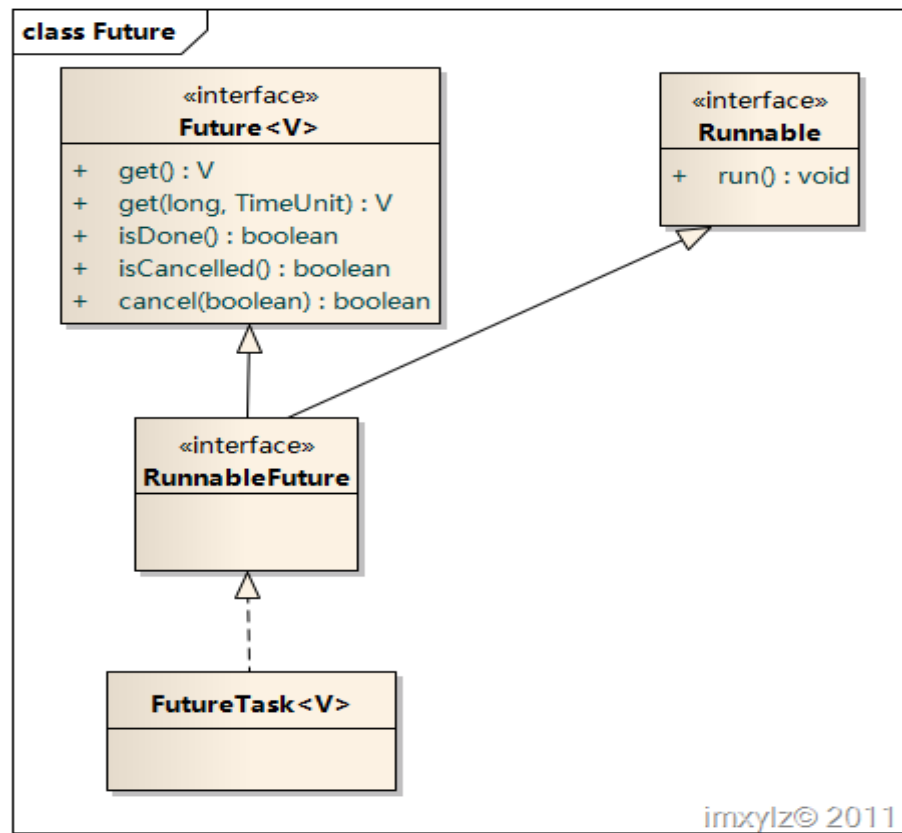 class Future
«interface»
Future<V>
+ get() : V
+ get(long, TimeUnit) : V
+ isDone() : boolean
+ isCancelled() : boolean
+ cancel(boolean) : boolean
«interface»
Runnable
+ run() : void
«interface»
RunnableFuture
FutureTask<V>
imxylz© 2011